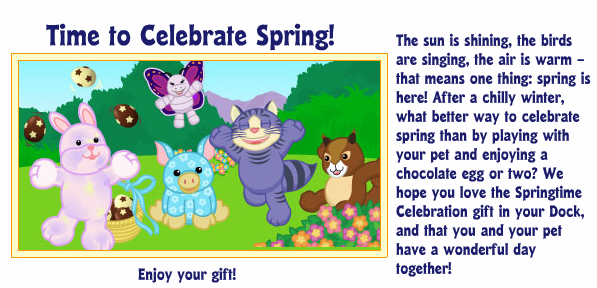 Time to Celebrate Spring!
Enjoy your gift!
The sun is shining, the birds
are singing, the air is warm –
that means one thing: spring is
here! After a chilly winter,
what better way to celebrate
spring than by playing with
your pet and enjoying a
chocolate egg or two? We
hope you love the Springtime
Celebration gift in your Dock,
and that you and your pet
have a wonderful day
together!